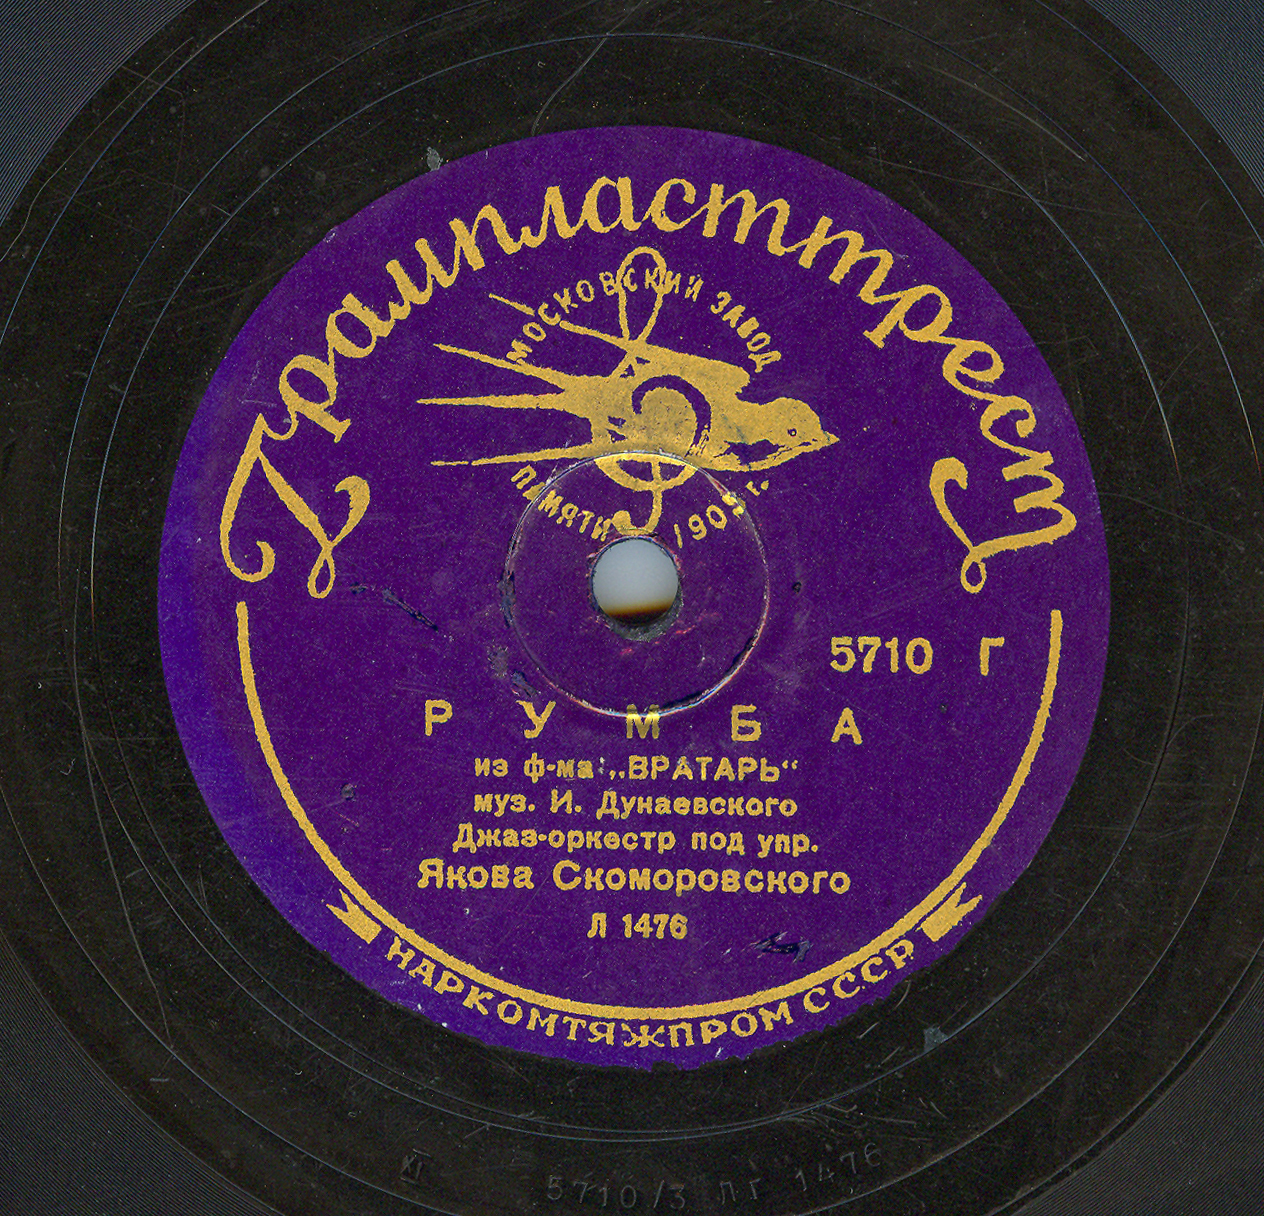 Грампласттрест
МОСКОВСКИЙ ЗАВОД
ПАМЯТИ 1905 г.
5710 Г
РУМБА
из ф-ма: „ВРАТАРЬ“
муз. И. Дунаевского
Джаз-оркестр под упр.
Якова Скоморовского
Л 1476
НАРКОМТЯЖПРОМ СССР
XI 5710/3 ЛГ 1476